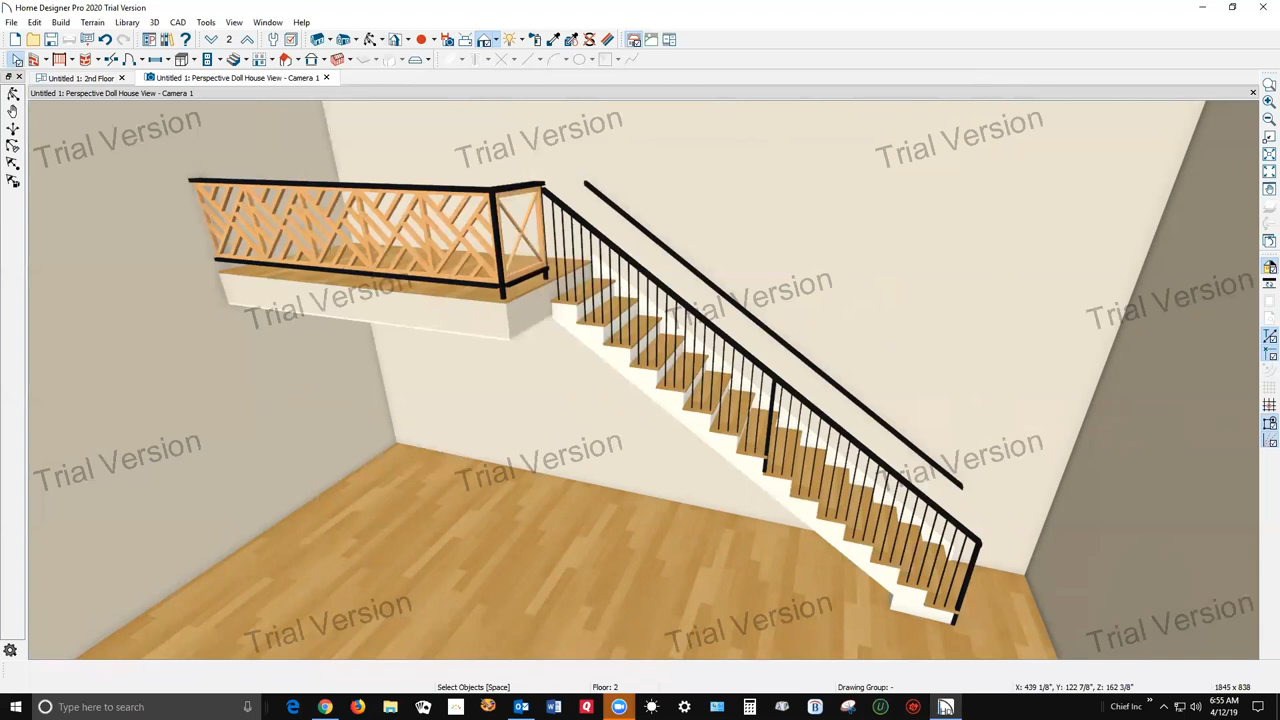 Home Designer Pro 2020 Trial Version
File Edit Build Terrain Library 3D CAD Tools View Window Help
2
Untitled 1: 2nd Floor Untitled 1: Perspective Doll House View - Camera 1
Untitled 1: Perspective Doll House View - Camera 1
Trial Version Trial Version Trial Version
Trial Version Trial Version Trial Version
Trial Version Trial Version Trial Version
Trial Version Trial Version Trial Version
Select Objects [Space] Floor: 2 Drawing Group: - X: 439 1/8", Y: 122 7/8", Z: 162 3/8" 1845 x 838
Type here to search
Chief Inc
6:55 AM
4/12/19